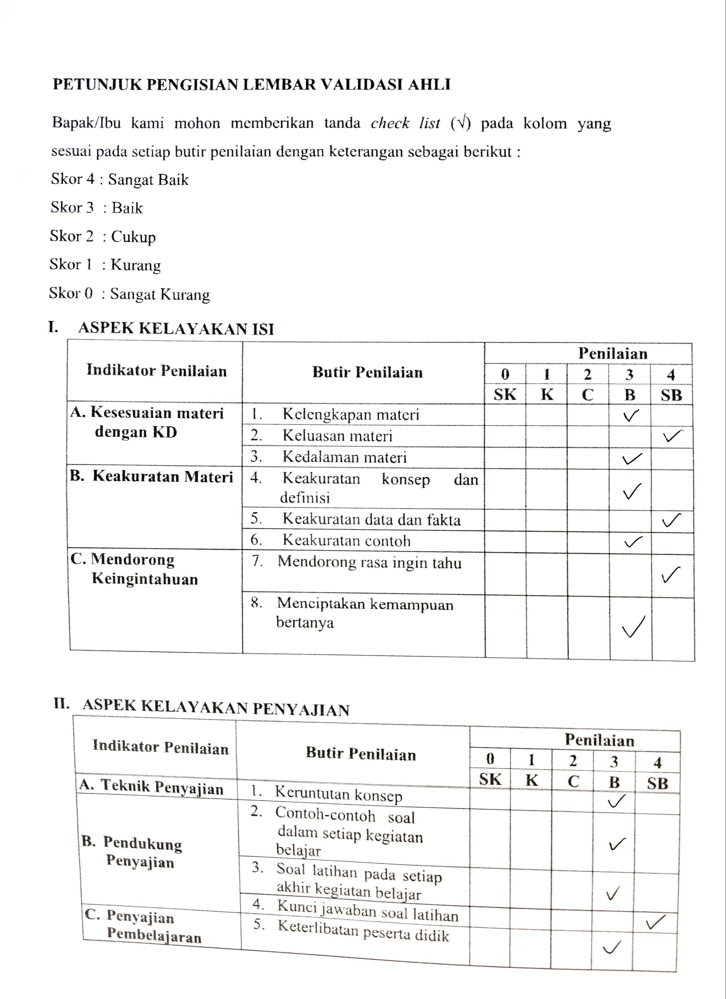 PETUNJUK PENGISIAN LEMBAR VALIDASI AHLI
Bapak/Ibu kami mohon memberikan tanda check list (√) pada kolom yang
sesuai pada setiap butir penilaian dengan keterangan sebagai berikut :
Skor 4 : Sangat Baik
Skor 3 : Baik
Skor 2 : Cukup
Skor 1 : Kurang
Skor 0 : Sangat Kurang
I. ASPEK KELAYAKAN ISI
Indikator Penilaian Butir Penilaian Penilaian
0 1 2 3 4
SK K C B SB
A. Kesesuaian materi 1. Kelengkapan materi ✓
dengan KD 2. Keluasan materi ✓
3. Kedalaman materi ✓
B. Keakuratan Materi 4. Keakuratan konsep dan
definisi ✓
5. Keakuratan data dan fakta ✓
6. Keakuratan contoh ✓
C. Mendorong 7. Mendorong rasa ingin tahu
Keingintahuan ✓
8. Menciptakan kemampuan
bertanya ✓
II. ASPEK KELAYAKAN PENYAJIAN
Indikator Penilaian Butir Penilaian Penilaian
0 1 2 3 4
SK K C B SB
A. Teknik Penyajian 1. Keruntutan konsep ✓
2. Contoh-contoh soal
dalam setiap kegiatan
B. Pendukung belajar ✓
Penyajian 3. Soal latihan pada setiap
akhir kegiatan belajar ✓
4. Kunci jawaban soal latihan ✓
C. Penyajian 5. Keterlibatan peserta didik
Pembelajaran ✓